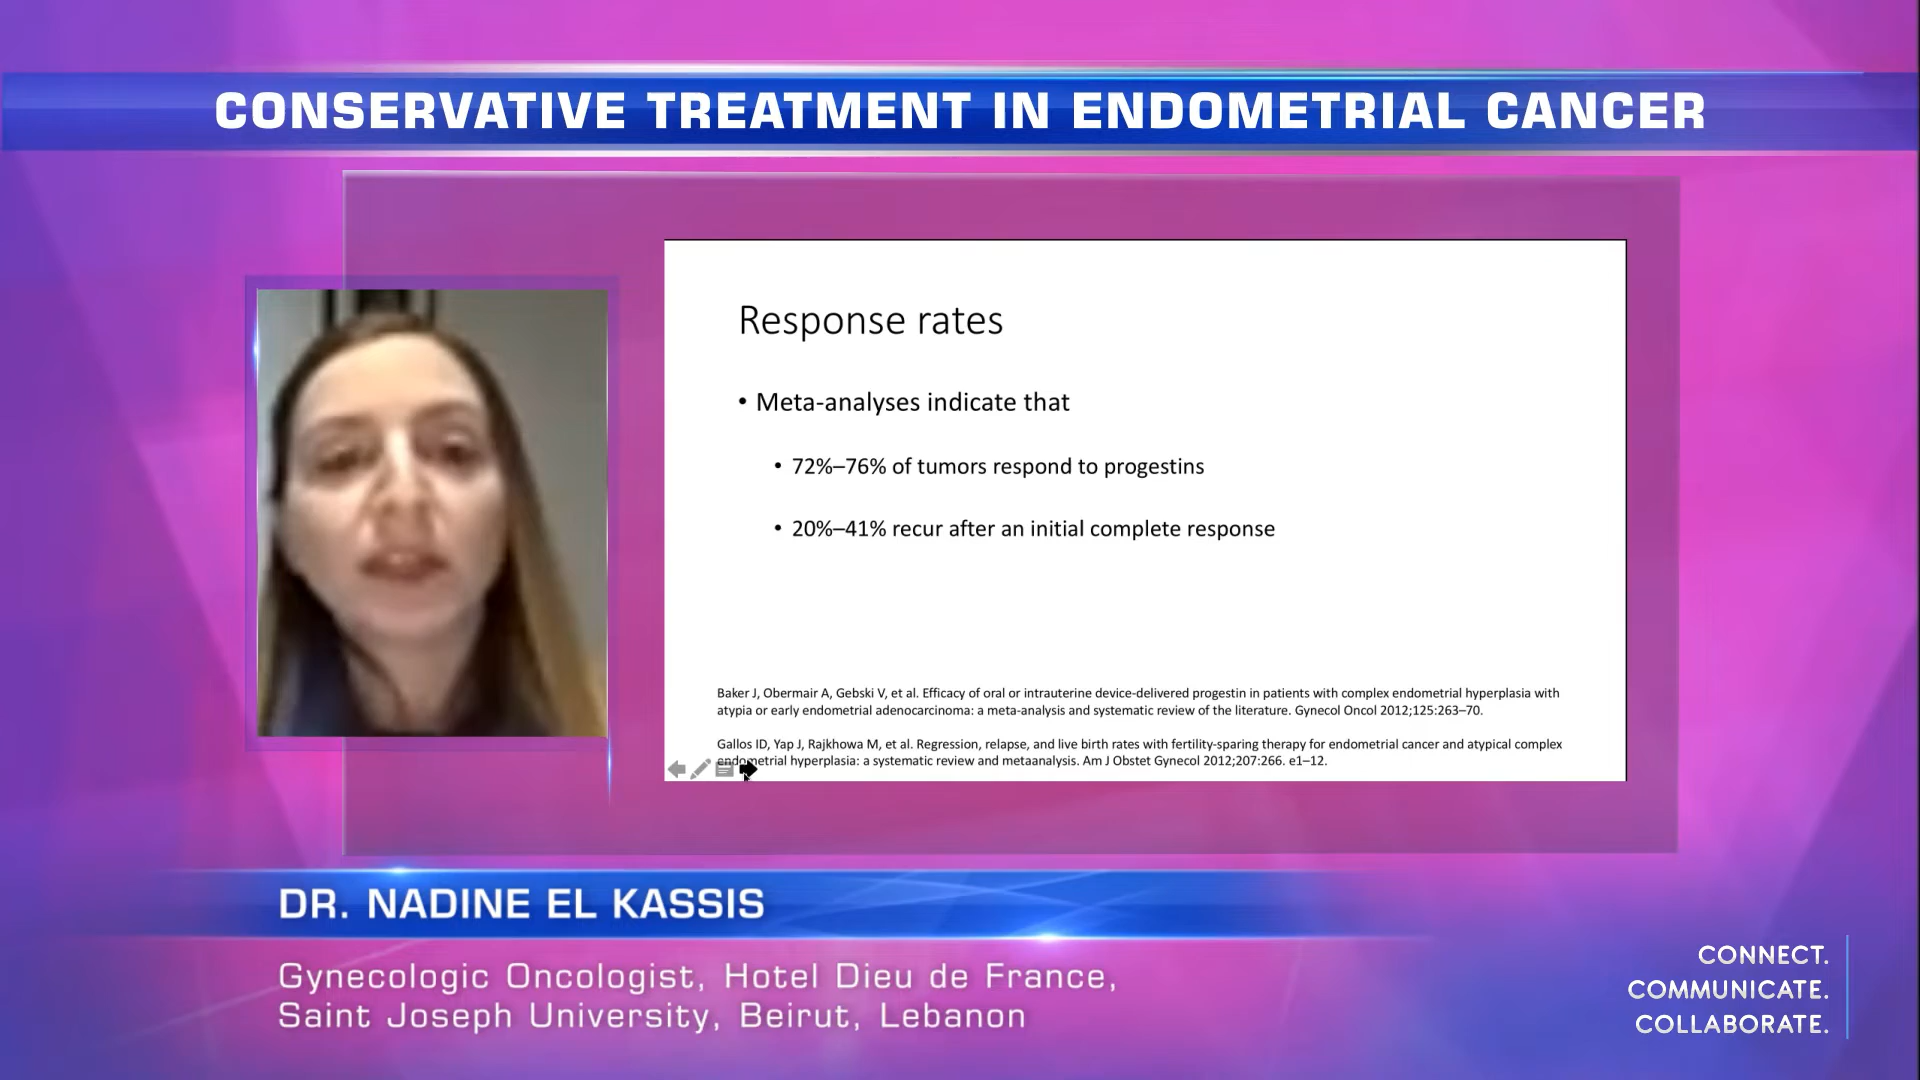 CONSERVATIVE TREATMENT IN ENDOMETRIAL CANCER
Response rates
• Meta-analyses indicate that
• 72%–76% of tumors respond to progestins
• 20%–41% recur after an initial complete response
Baker J, Obermair A, Gebski V, et al. Efficacy of oral or intrauterine device-delivered progestin in patients with complex endometrial hyperplasia with
atypia or early endometrial adenocarcinoma: a meta-analysis and systematic review of the literature. Gynecol Oncol 2012;125:263–70.
Gallos ID, Yap J, Rajkhowa M, et al. Regression, relapse, and live birth rates with fertility-sparing therapy for endometrial cancer and atypical complex
endometrial hyperplasia: a systematic review and metaanalysis. Am J Obstet Gynecol 2012;207:266. e1–12.
DR. NADINE EL KASSIS
Gynecologic Oncologist, Hotel Dieu de France,
Saint Joseph University, Beirut, Lebanon
CONNECT.
COMMUNICATE.
COLLABORATE.